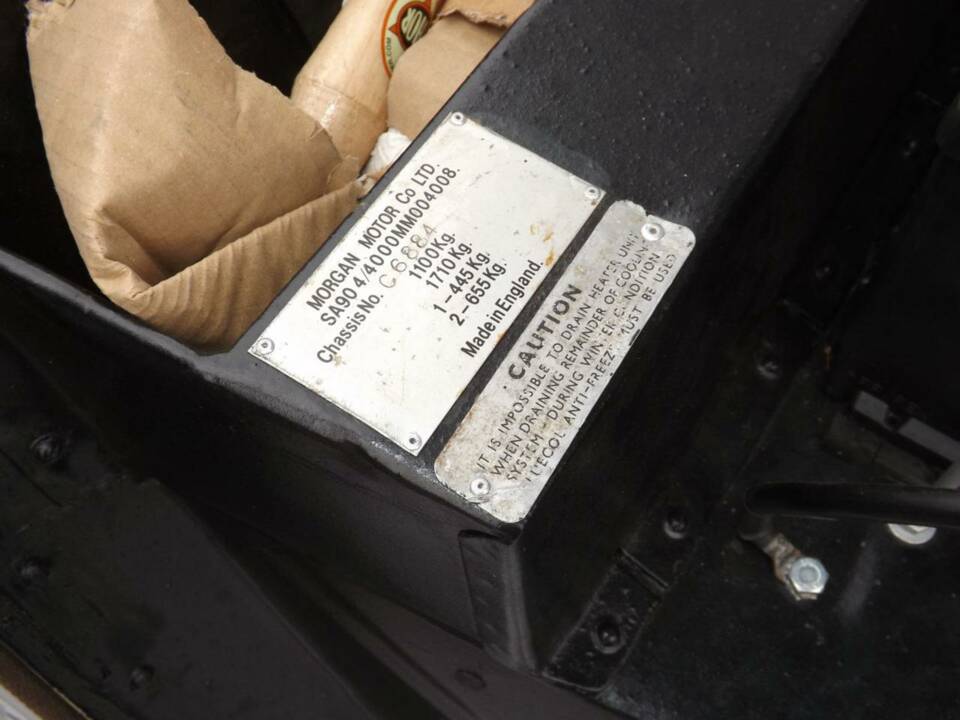 MORGAN MOTOR Co LTD.
SA190 4/4000MM004008.
Chassis No. C6884
1100Kg.
1710Kg.
1-445Kg.
2-655Kg.
Made in England.
CAUTION
IT IS IMPOSSIBLE TO DRAIN HEATER UNIT
WHEN DRAINING REMAINDER OF COOLING
SYSTEM - DURING WINTER CONDITION
ANTI-FREEZE MUST BE USED